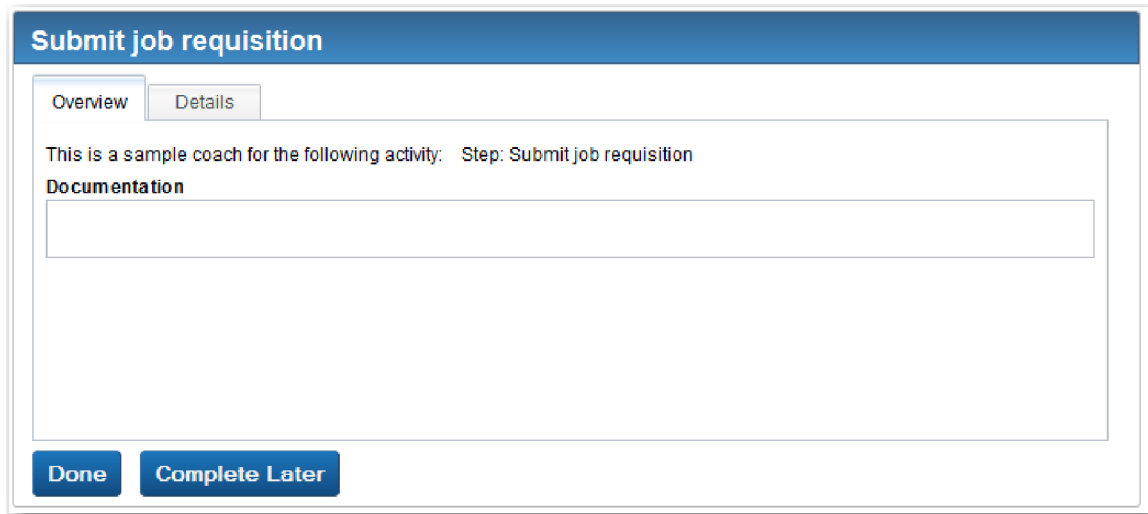 Submit job requisition
Overview Details
This is a sample coach for the following activity: Step: Submit job requisition
Documentation
Done Complete Later